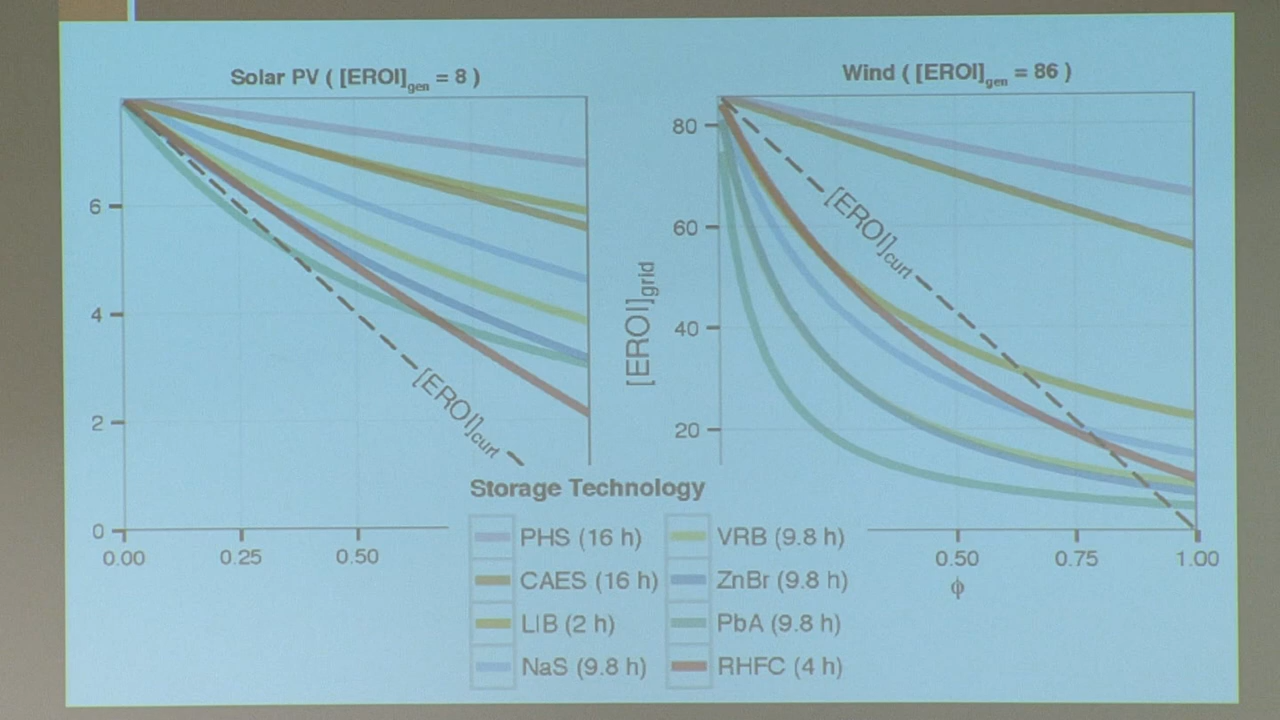 Solar PV ( [EROI]gen = 8 )
6
4
2
0
0.00 0.25 0.50
[EROI]curt
Wind ( [EROI]gen = 86 )
[EROI]grid
80
60
40
20
[EROI]curt
0.50 0.75 1.00
ϕ
Storage Technology
PHS (16 h) VRB (9.8 h)
CAES (16 h) ZnBr (9.8 h)
LIB (2 h) PbA (9.8 h)
NaS (9.8 h) RHFC (4 h)